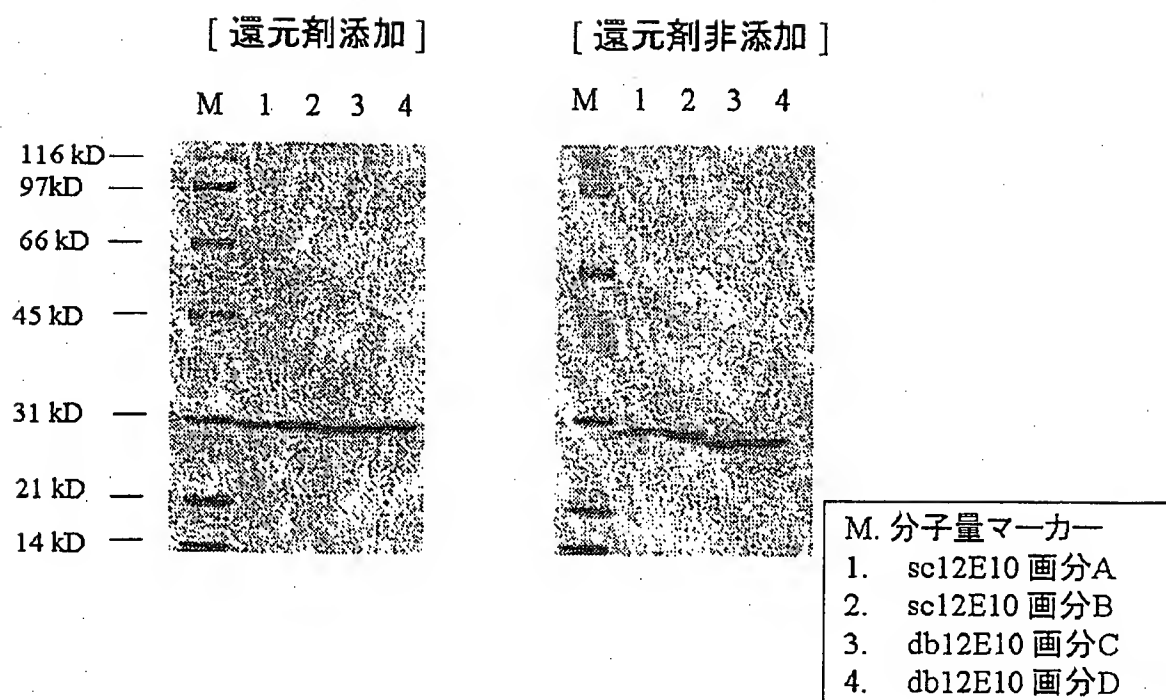 [ 還元剤添加 ]
[ 還元剤非添加 ]
M 1 2 3 4
M 1 2 3 4
116 kD
97kD
66 kD
45 kD
31 kD
21 kD
14 kD
M. 分子量マーカー
1. sc12E10 画分A
2. sc12E10 画分B
3. db12E10 画分C
4. db12E10 画分D